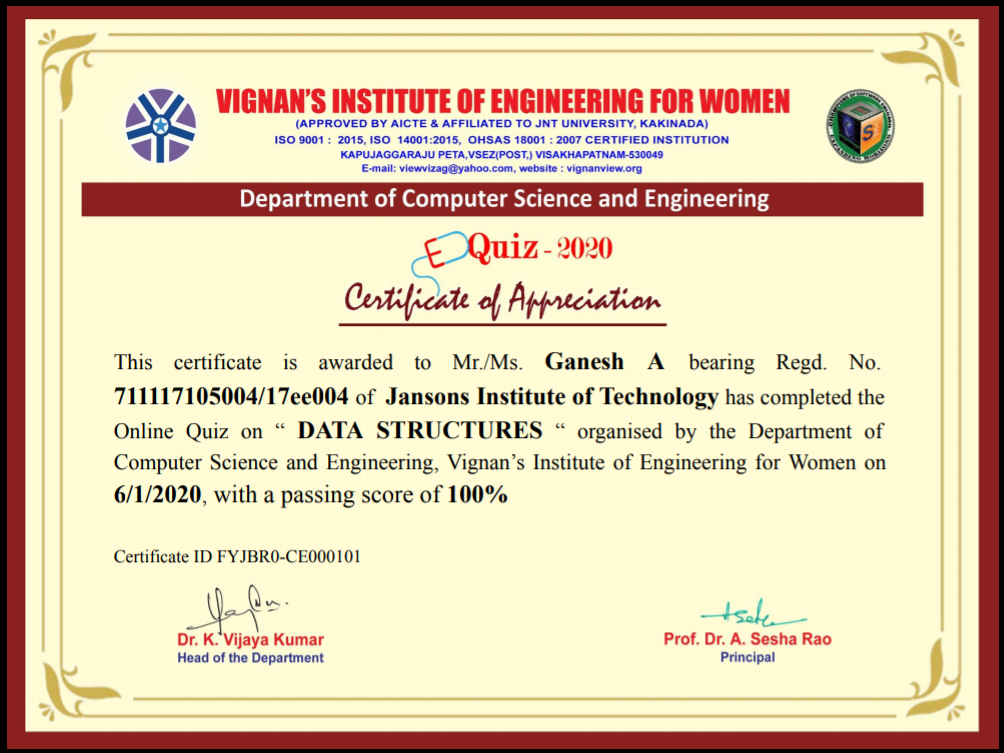 VIGNAN'S INSTITUTE OF ENGINEERING FOR WOMEN
(APPROVED BY AICTE & AFFILIATED TO JNT UNIVERSITY, KAKINADA)
ISO 9001 : 2015, ISO 14001:2015, OHSAS 18001 : 2007 CERTIFIED INSTITUTION
KAPUJAGGARAJU PETA,VSEZ(POST,) VISAKHAPATNAM-530049
E-mail: viewvizag@yahoo.com, website : vignanview.org
Department of Computer Science and Engineering
E Quiz - 2020
Certificate of Appreciation
This certificate is awarded to Mr./Ms. Ganesh A bearing Regd. No.
711117105004/17ee004 of Jansons Institute of Technology has completed the
Online Quiz on “ DATA STRUCTURES “ organised by the Department of
Computer Science and Engineering, Vignan’s Institute of Engineering for Women on
6/1/2020, with a passing score of 100%
Certificate ID FYJBR0-CE000101
Dr. K. Vijaya Kumar
Head of the Department
Prof. Dr. A. Sesha Rao
Principal